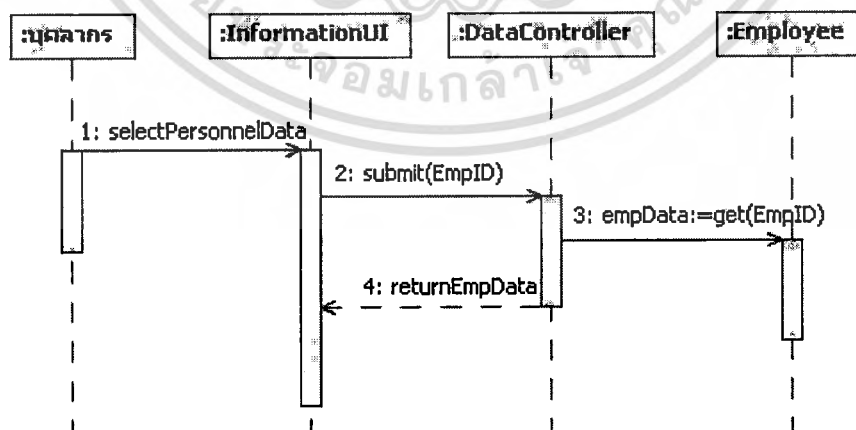 :บุคลากร
:InformationUI
:DataController
:Employee
1: selectPersonnelData
2: submit(EmpID)
3: empData:=get(EmpID)
4: returnEmpData